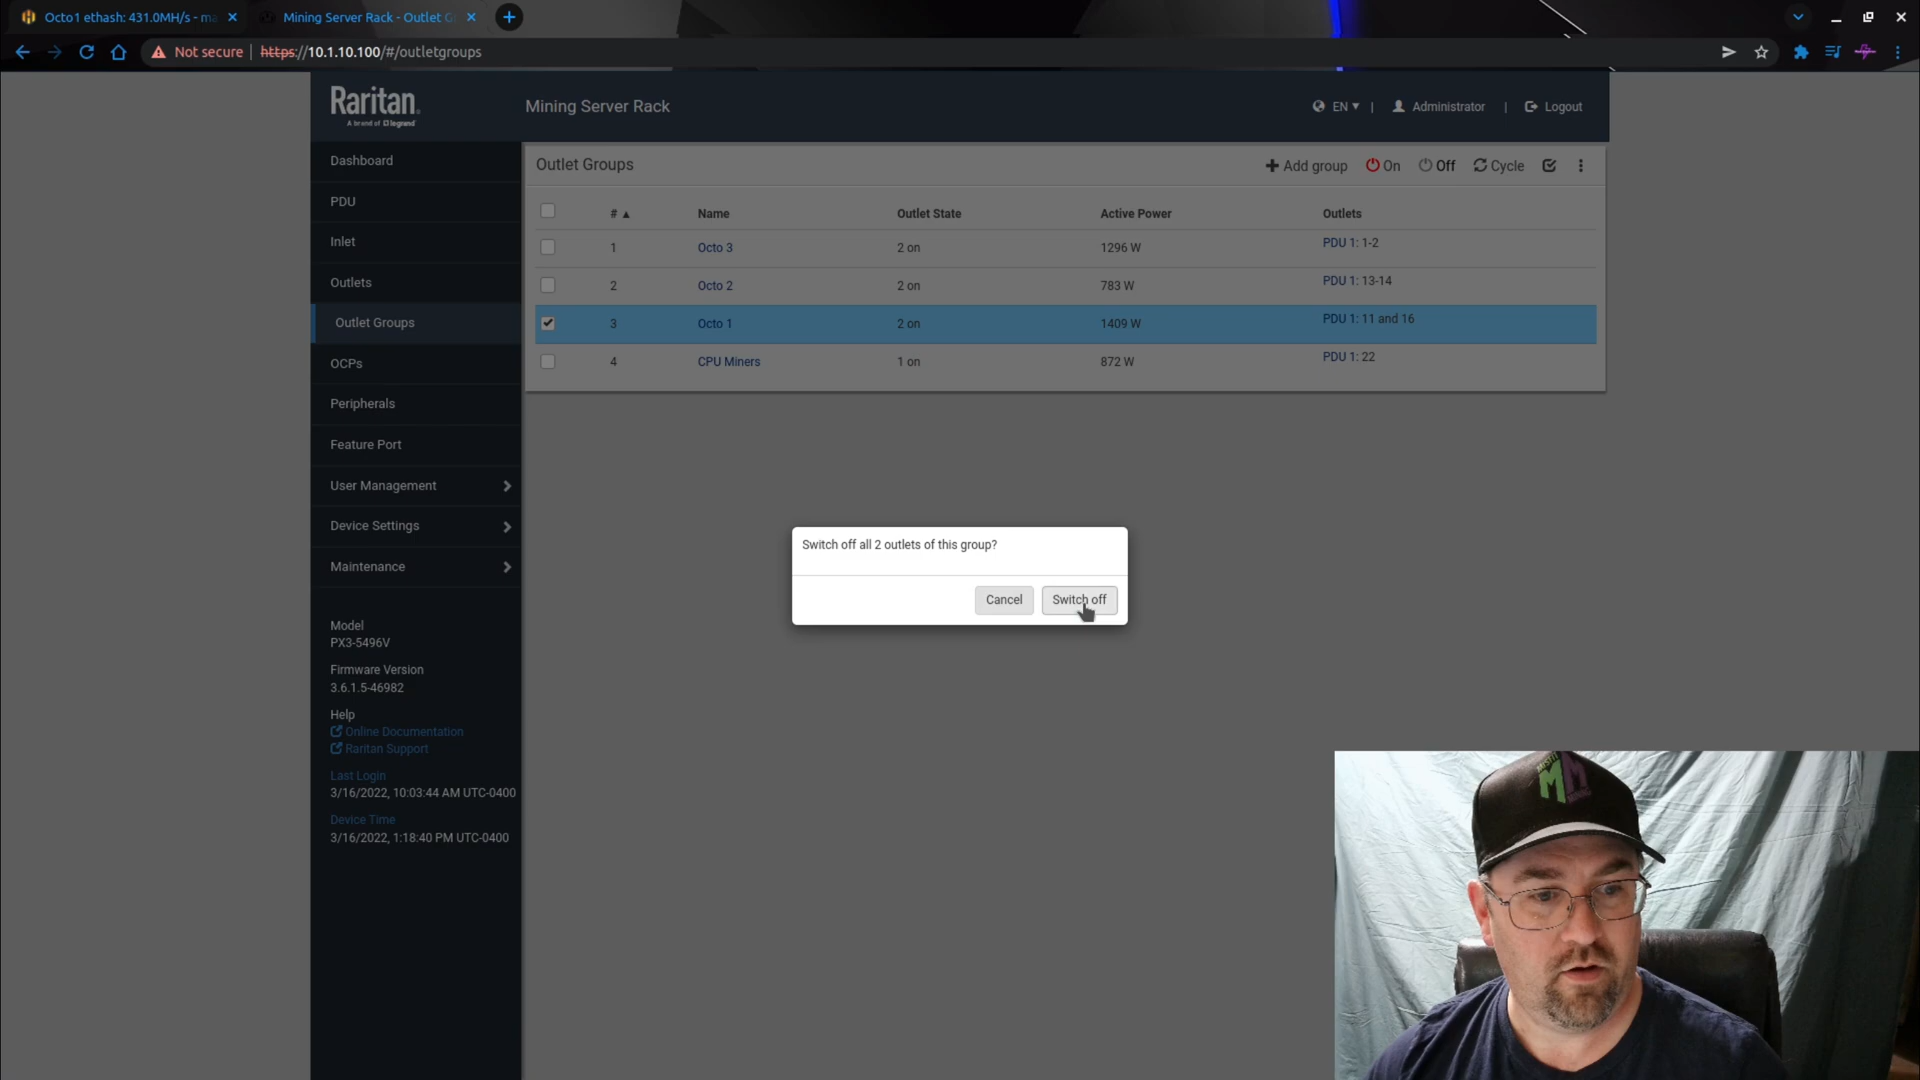 Octo1 ethash: 431.0MH/s - ma
Mining Server Rack - Outlet G
Not secure | https://10.1.10.100/#/outletgroups
Raritan.
A brand of legrand
Mining Server Rack
EN ▾ | Administrator | Logout
Dashboard
PDU
Inlet
Outlets
Outlet Groups
OCPs
Peripherals
Feature Port
User Management
Device Settings
Maintenance
Model
PX3-5496V
Firmware Version
3.6.1.5-46982
Help
Online Documentation
Raritan Support
Last Login
3/16/2022, 10:03:44 AM UTC-0400
Device Time
3/16/2022, 1:18:40 PM UTC-0400
Outlet Groups
Add group On Off Cycle
# ▲ Name Outlet State Active Power Outlets
1 Octo 3 2 on 1296 W PDU 1: 1-2
2 Octo 2 2 on 783 W PDU 1: 13-14
3 Octo 1 2 on 1409 W PDU 1: 11 and 16
4 CPU Miners 1 on 872 W PDU 1: 22
Switch off all 2 outlets of this group?
Cancel Switch off